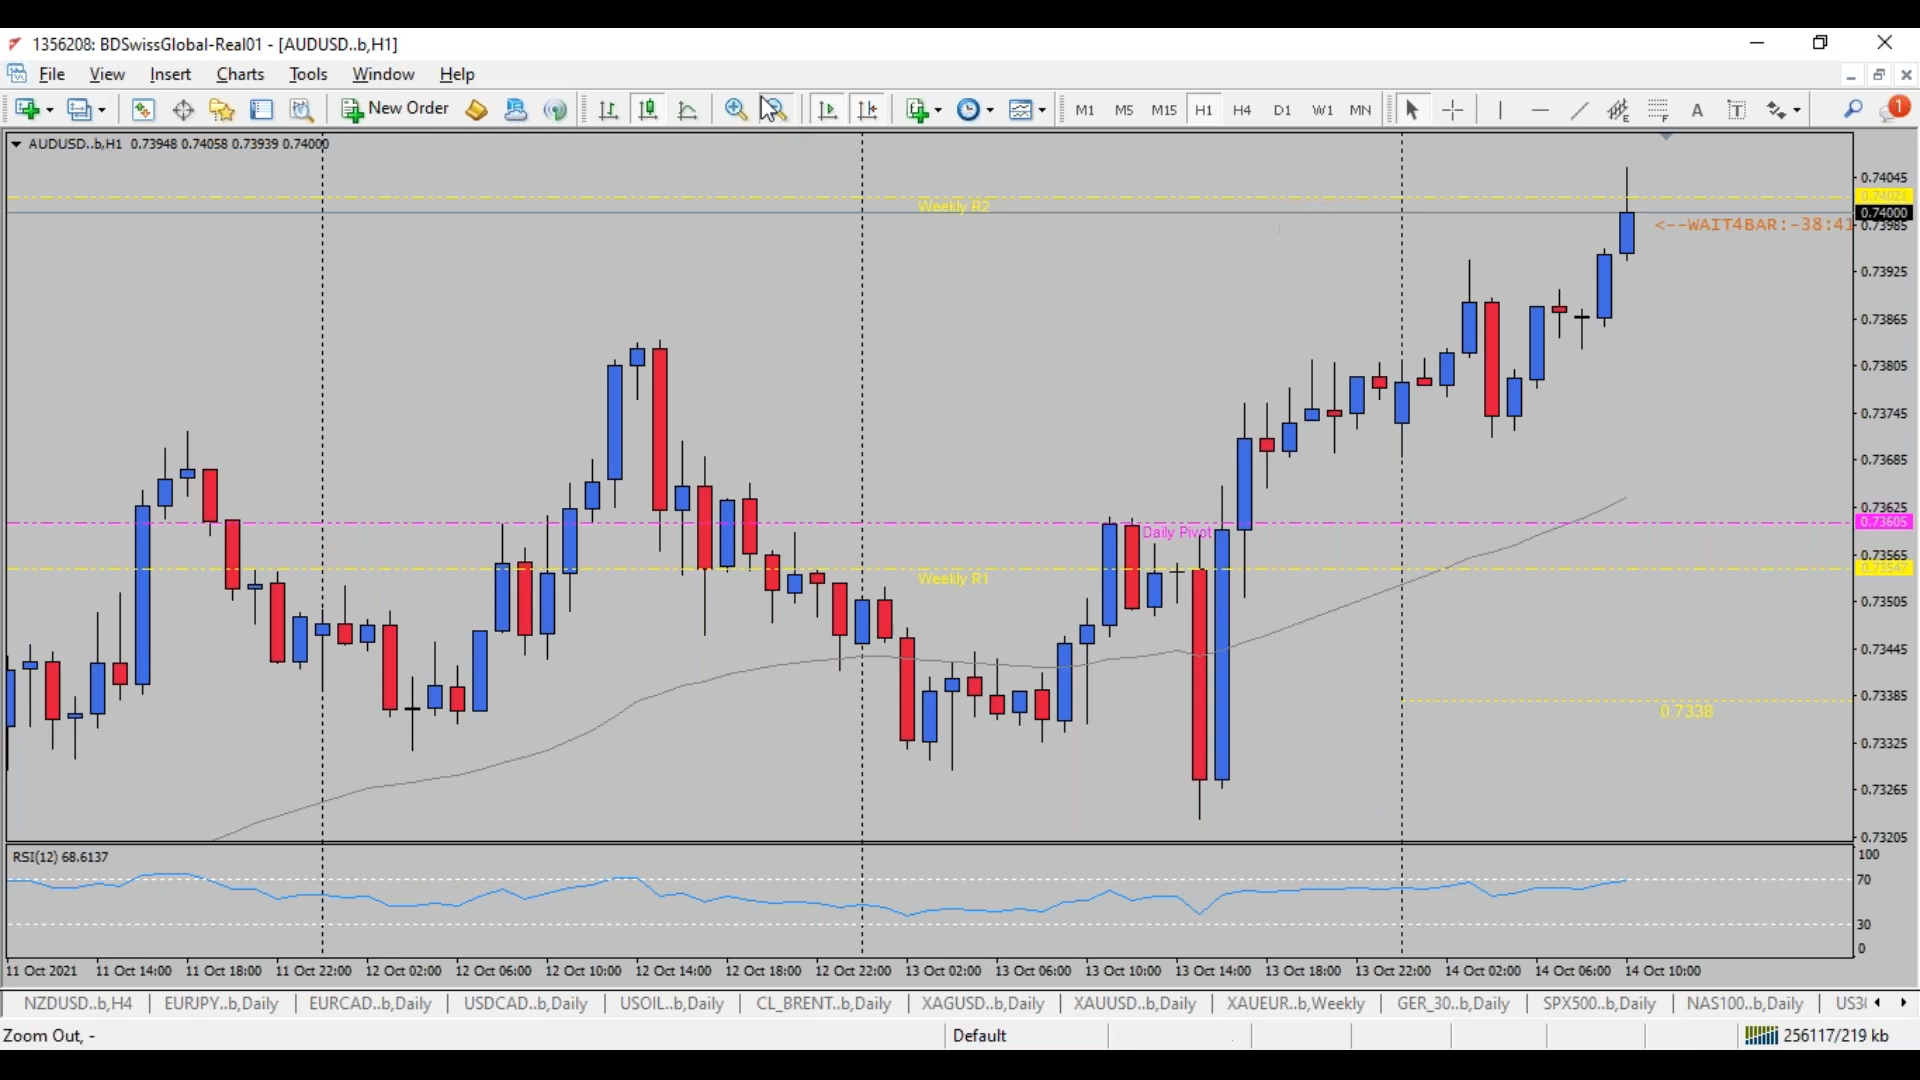 1356208: BDSwissGlobal-Real01 - [AUDUSD..b,H1]
File View Insert Charts Tools Window Help
New Order M1 M5 M15 H1 H4 D1 W1 MN E F A T 1
AUDUSD..b,H1 0.73948 0.74058 0.73939 0.74000
0.74045
Weekly R2
0.74000
<--WAIT4BAR:-38:41
0.73985
0.73925
0.73865
0.73805
0.73745
0.73685
0.73625
0.73605
Daily Pivot
0.73565
0.73547
Weekly R1
0.73505
0.73445
0.73385
0.7338
0.73325
0.73265
0.73205
RSI(12) 68.6137
100
70
30
0
11 Oct 2021 11 Oct 14:00 11 Oct 18:00 11 Oct 22:00 12 Oct 02:00 12 Oct 06:00 12 Oct 10:00 12 Oct 14:00 12 Oct 18:00 12 Oct 22:00 13 Oct 02:00 13 Oct 06:00 13 Oct 10:00 13 Oct 14:00 13 Oct 18:00 13 Oct 22:00 14 Oct 02:00 14 Oct 06:00 14 Oct 10:00
NZDUSD..b,H4 EURJPY..b,Daily EURCAD..b,Daily USDCAD..b,Daily USOIL..b,Daily CL_BRENT..b,Daily XAGUSD..b,Daily XAUUSD..b,Daily XAUEUR..b,Weekly GER_30..b,Daily SPX500..b,Daily NAS100..b,Daily
Zoom Out, - Default 256117/219 kb